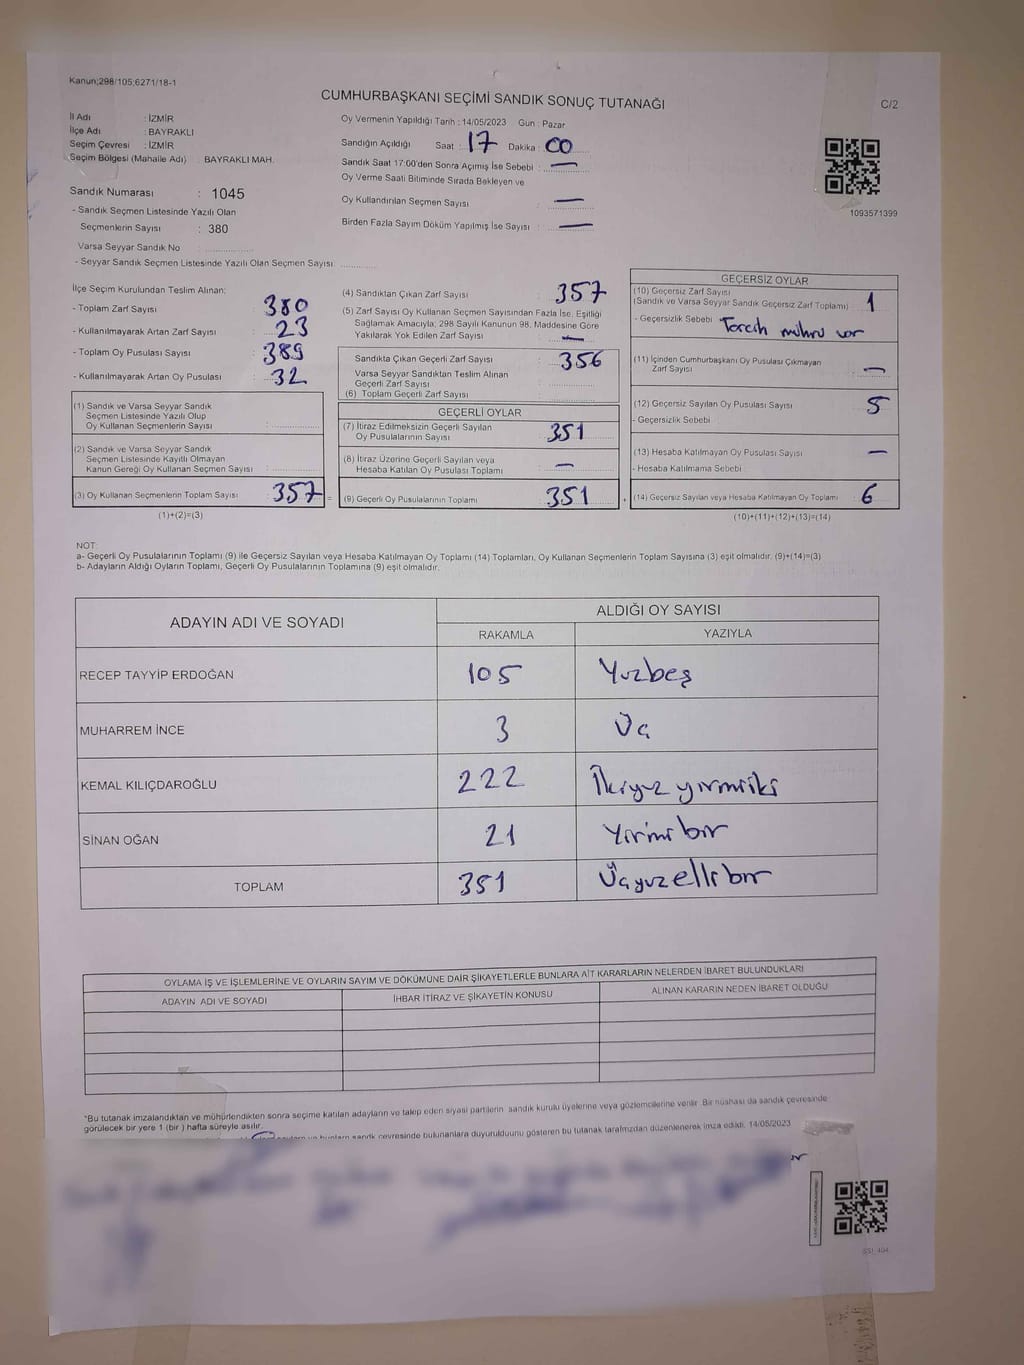 Kanun;298/105;6271/18-1
CUMHURBAŞKANI SEÇİMİ SANDIK SONUÇ TUTANAĞI
C/2
İl Adı : İZMİR
İlçe Adı : BAYRAKLI
Seçim Çevresi : İZMİR
Seçim Bölgesi (Mahalle Adı) : BAYRAKLI MAH.
Sandık Numarası : 1045
- Sandık Seçmen Listesinde Yazılı Olan
Seçmenlerin Sayısı : 380
Varsa Seyyar Sandık No :
- Seyyar Sandık Seçmen Listesinde Yazılı Olan Seçmen Sayısı:
Oy Vermenin Yapıldığı Tarih : 14/05/2023 Gün : Pazar
Sandığın Açıldığı Saat : 17 Dakika : 00
Sandık Saat 17:00'den Sonra Açımış İse Sebebi : —
Oy Verme Saati Bitiminde Sırada Bekleyen ve
Oy Kullandırılan Seçmen Sayısı —
Birden Fazla Sayım Döküm Yapılmış İse Sayısı : —
1093571399
İlçe Seçim Kurulundan Teslim Alınan:
- Toplam Zarf Sayısı : 380
- Kullanılmayarak Artan Zarf Sayısı : 23
- Toplam Oy Pusulası Sayısı : 389
- Kullanılmayarak Artan Oy Pusulası : 32
(1) Sandık ve Varsa Seyyar Sandık
Seçmen Listesinde Yazılı Olup
Oy Kullanan Seçmenlerin Sayısı :
(2) Sandık ve Varsa Seyyar Sandık
Seçmen Listesinde Kayıtlı Olmayan
Kanun Gereği Oy Kullanan Seçmen Sayısı :
(3) Oy Kullanan Seçmenlerin Toplam Sayısı : 357 =
(1)+(2)=(3)
(4) Sandıktan Çıkan Zarf Sayısı : 357
(5) Zarf Sayısı Oy Kullanan Seçmen Sayısından Fazla İse, Eşitliği
Sağlamak Amacıyla; 298 Sayılı Kanunun 98. Maddesine Göre
Yakılarak Yok Edilen Zarf Sayısı : —
Sandıkta Çıkan Geçerli Zarf Sayısı : 356
Varsa Seyyar Sandıktan Teslim Alınan
Geçerli Zarf Sayısı :
(6) Toplam Geçerli Zarf Sayısı :
GEÇERLİ OYLAR
(7) İtiraz Edilmeksizin Geçerli Sayılan
Oy Pusulalarının Sayısı : 351
(8) İtiraz Üzerine Geçerli Sayılan veya
Hesaba Katılan Oy Pusulası Toplamı : —
(9) Geçerli Oy Pusulalarının Toplamı : 351 +
GEÇERSİZ OYLAR
(10) Geçersiz Zarf Sayısı
(Sandık ve Varsa Seyyar Sandık Geçersiz Zarf Toplamı) : 1
- Geçersizlik Sebebi : Tercih mühru var
(11) İçinden Cumhurbaşkanı Oy Pusulası Çıkmayan
Zarf Sayısı : —
(12) Geçersiz Sayılan Oy Pusulası Sayısı : 5
- Geçersizlik Sebebi :
(13) Hesaba Katılmayan Oy Pusulası Sayısı : —
- Hesaba Katılmama Sebebi :
(14) Geçersiz Sayılan veya Hesaba Katılmayan Oy Toplamı : 6
(10)+(11)+(12)+(13)=(14)
NOT:
a- Geçerli Oy Pusulalarının Toplamı (9) ile Geçersiz Sayılan veya Hesaba Katılmayan Oy Toplamı (14) Toplamları, Oy Kullanan Seçmenlerin Toplam Sayısına (3) eşit olmalıdır. (9)+(14)=(3)
b- Adayların Aldığı Oyların Toplamı, Geçerli Oy Pusulalarının Toplamına (9) eşit olmalıdır.
ADAYIN ADI VE SOYADI
ALDIĞI OY SAYISI
RAKAMLA YAZIYLA
RECEP TAYYİP ERDOĞAN 105 Yuzbeş
MUHARREM İNCE 3 Üç
KEMAL KILIÇDAROĞLU 222 İkiyuz yirmiiki
SİNAN OĞAN 21 Yirmi bir
TOPLAM 351 Üçyuz elli bir
OYLAMA İŞ VE İŞLEMLERİNE VE OYLARIN SAYIM VE DÖKÜMÜNE DAİR ŞİKAYETLERLE BUNLARA AİT KARARLARIN NELERDEN İBARET BULUNDUKLARI
ADAYIN ADI VE SOYADI İHBAR İTİRAZ VE ŞİKAYETİN KONUSU ALINAN KARARIN NEDEN İBARET OLDUĞU
*Bu tutanak imzalandıktan ve mühürlendikten sonra seçime katılan adayların ve talep eden siyasi partilerin sandık kurulu üyelerine veya gözlemcilerine verilir. Bir nüshası da sandık çevresinde
görülecek bir yere 1 (bir ) hafta süreyle asılır.
sandık çevresinde bulunanlara duyurulduğunu gösteren bu tutanak tarafımızdan düzenlenerek imza edildi. 14/05/2023